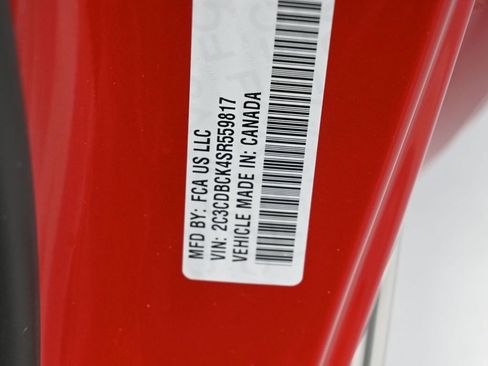 MFD BY: FCA US LLC
VIN: 2C3CDBCK4SR559817
VEHICLE MADE IN: CANADA